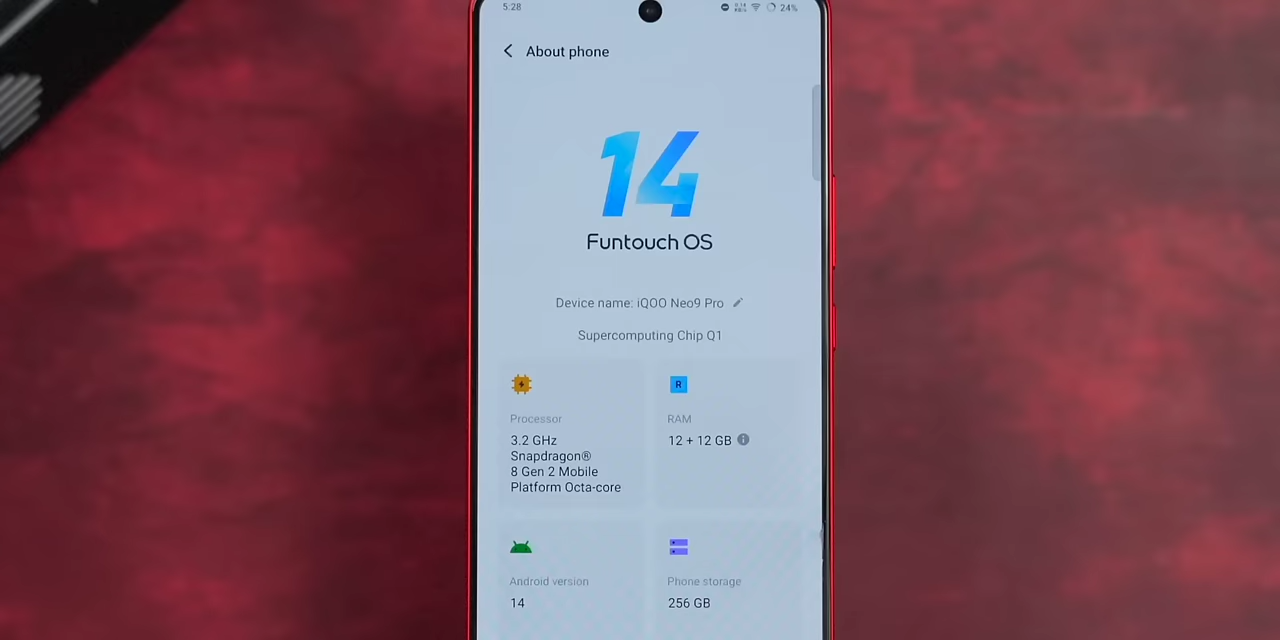 5:28
24%
About phone
14
Funtouch OS
Device name: iQOO Neo9 Pro
Supercomputing Chip Q1
R
Processor
3.2 GHz
Snapdragon®
8 Gen 2 Mobile
Platform Octa-core
RAM
12 + 12 GB
Android version
14
Phone storage
256 GB